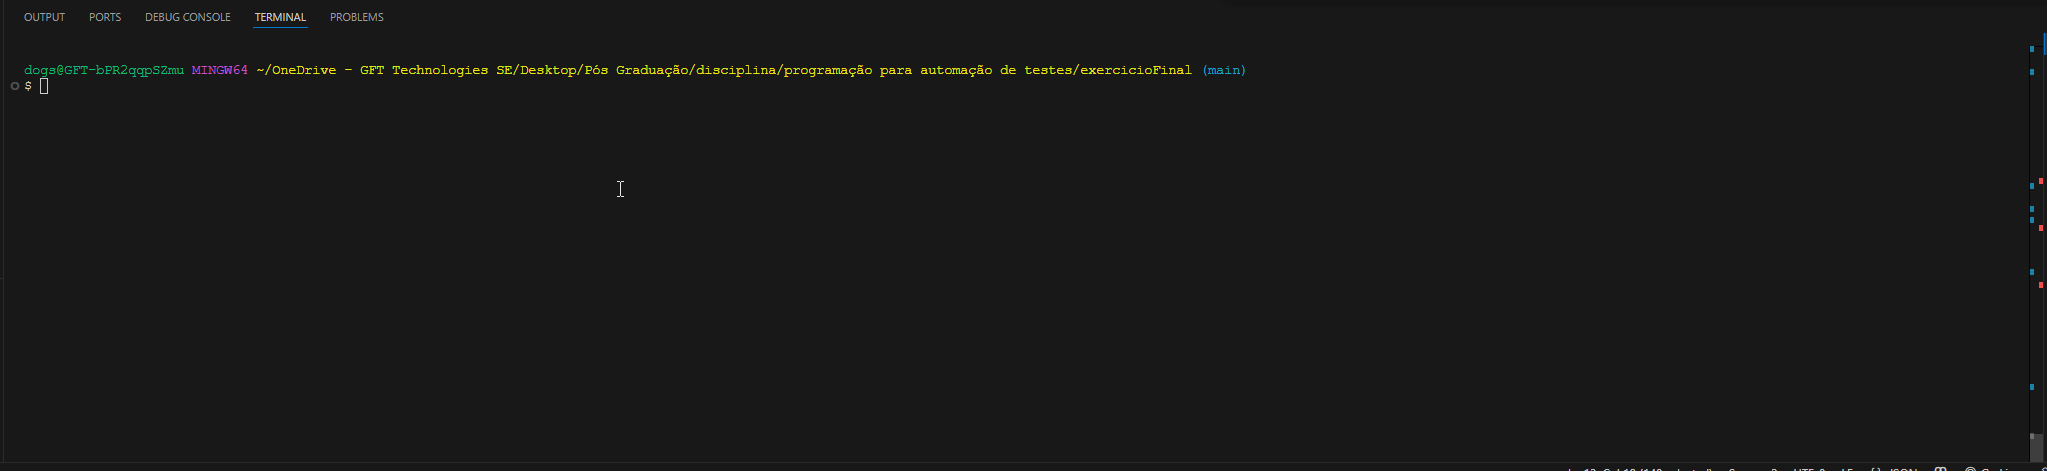 OUTPUT PORTS DEBUG CONSOLE TERMINAL PROBLEMS
dogs@GFT-bPR2qqpSZmu MINGW64 ~/OneDrive - GFT Technologies SE/Desktop/Pós Graduação/disciplina/programação para automação de testes/exercicioFinal (main)
$